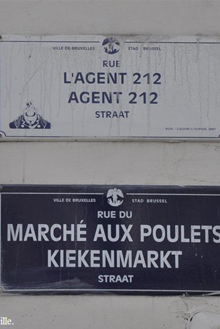 VILLE DE BRUXELLES STAD BRUSSEL
RUE
L'AGENT 212
AGENT 212
STRAAT
VILLE DE BRUXELLES STAD BRUSSEL
RUE DU
MARCHÉ AUX POULETS
KIEKENMARKT
STRAAT
ille.